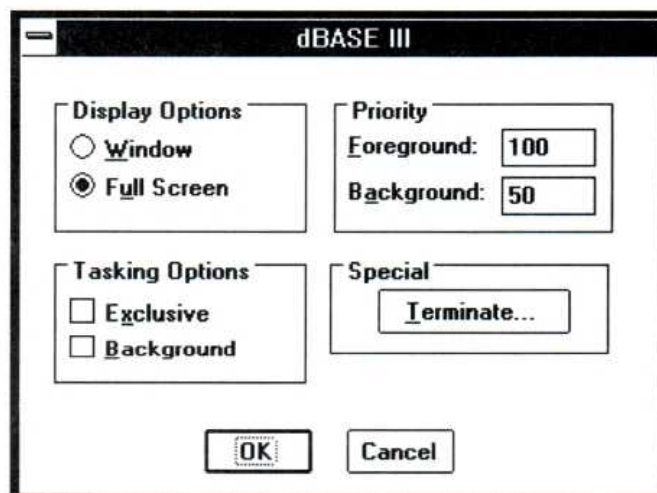 dBASE III
Display Options
Window
Full Screen
Priority
Foreground: 100
Background: 50
Tasking Options
Exclusive
Background
Special
Terminate...
OK
Cancel